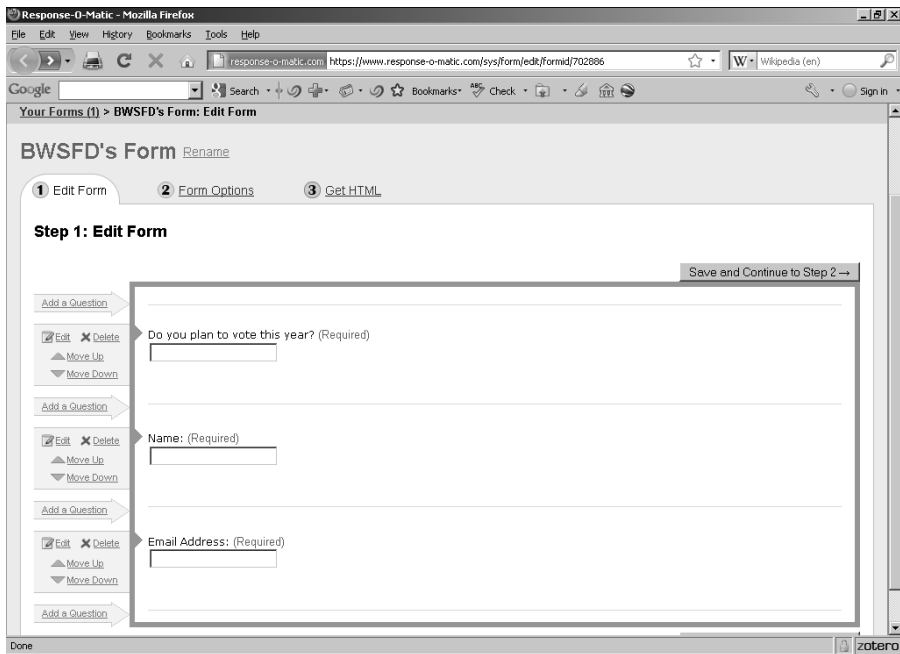 Response-O-Matic - Mozilla Firefox
File Edit View History Bookmarks Tools Help
response-o-matic.com https://www.response-o-matic.com/sys/form/edit/formid/702886 W Wikipedia (en)
Google Search Bookmarks ABC Check Sign in
Your Forms (1) > BWSFD's Form: Edit Form
BWSFD's Form Rename
1 Edit Form 2 Form Options 3 Get HTML
Step 1: Edit Form
Save and Continue to Step 2 →
Add a Question
Do you plan to vote this year? (Required)
Edit Delete
Move Up
Move Down
Add a Question
Name: (Required)
Edit Delete
Move Up
Move Down
Add a Question
Email Address: (Required)
Edit Delete
Move Up
Move Down
Add a Question
Done zotero